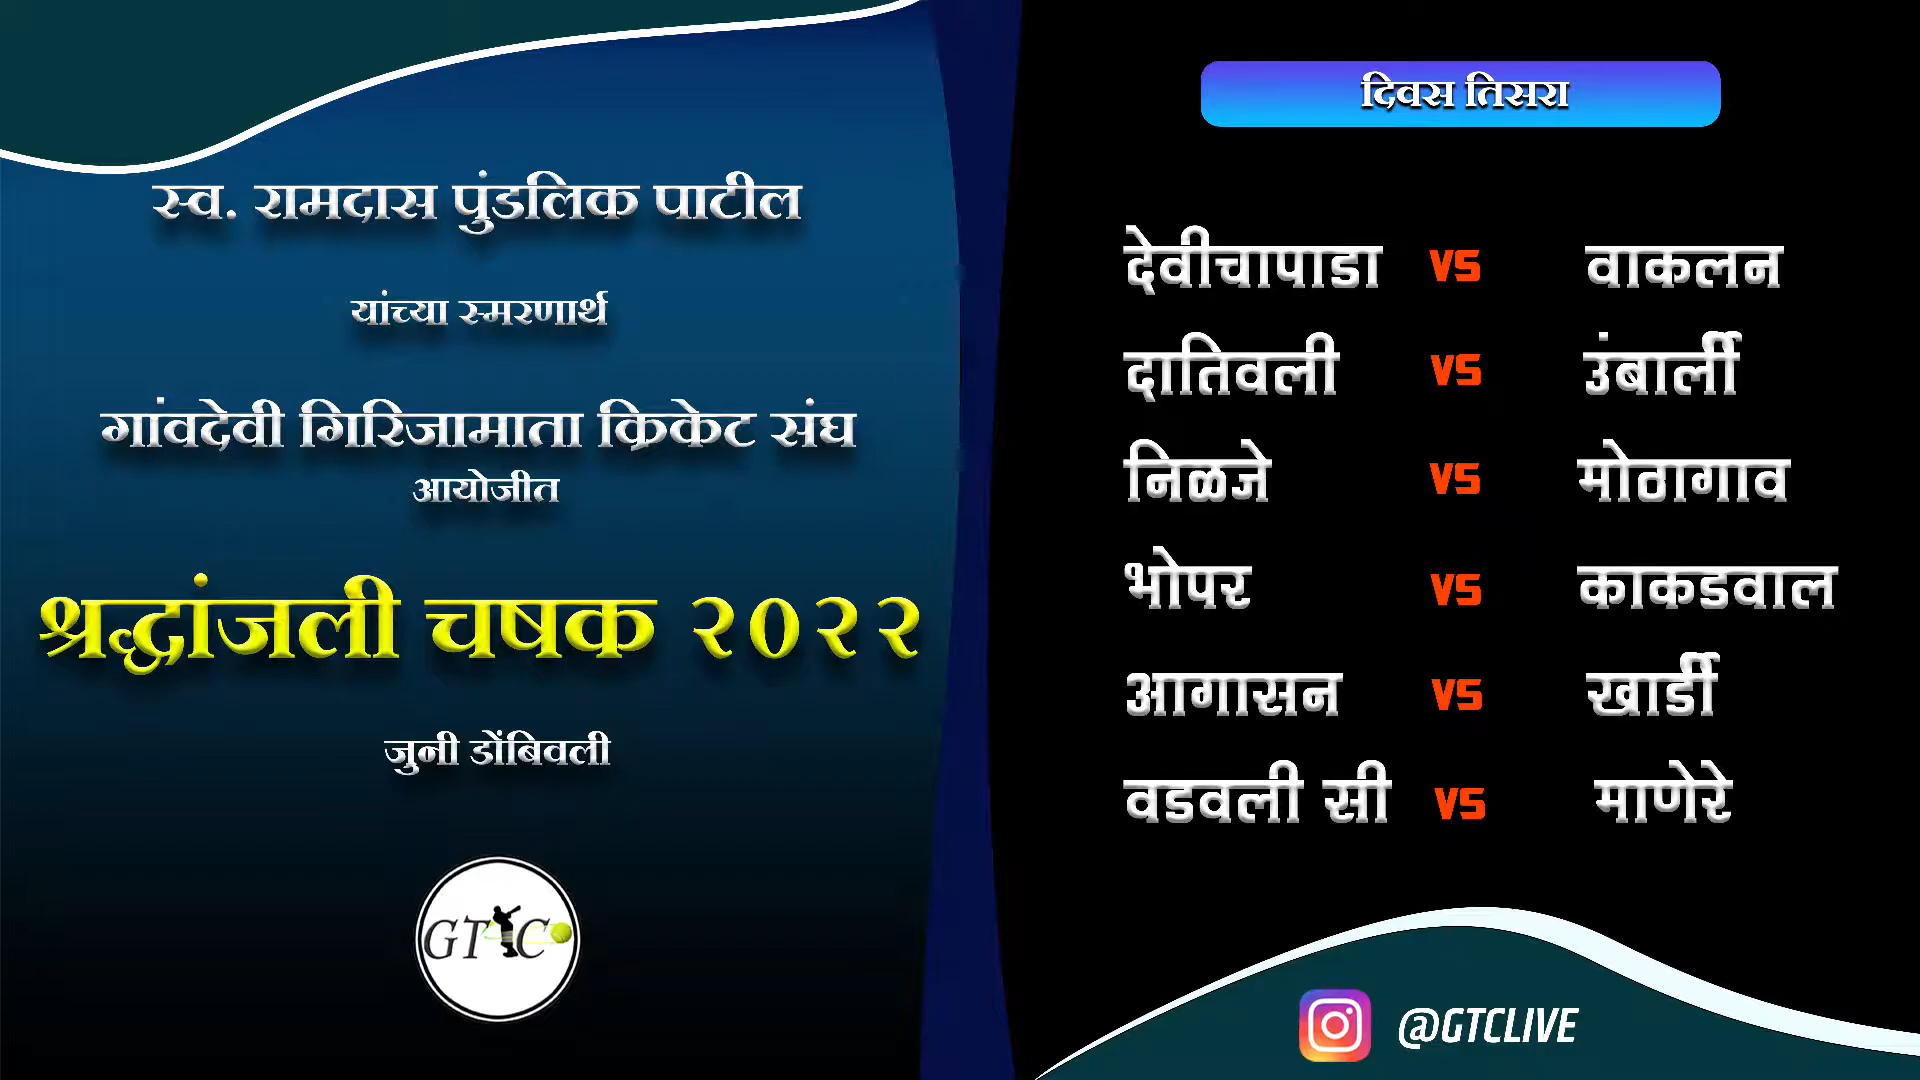 स्व. रामदास पुंडलिक पाटील
यांच्या स्मरणार्थ
गांवदेवी गिरिजामाता क्रिकेट संघ
आयोजीत
श्रद्धांजली चषक २०२२
जुनी डोंबिवली
GTC
दिवस तिसरा
देवीचापाडा VS वाकलन
दातिवली VS उंबार्ली
निळजे VS मोठागाव
भोपर VS काकडवाल
आगासन VS खार्डी
वडवली सी VS माणेरे
@GTCLIVE